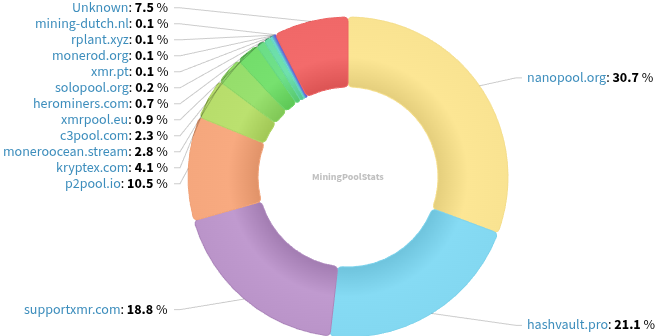 Unknown: 7.5 %
mining-dutch.nl: 0.1 %
rplant.xyz: 0.1 %
monerod.org: 0.1 %
xmr.pt: 0.1 %
solopool.org: 0.2 %
herominers.com: 0.7 %
xmrpool.eu: 0.9 %
c3pool.com: 2.3 %
moneroocean.stream: 2.8 %
kryptex.com: 4.1 %
p2pool.io: 10.5 %
supportxmr.com: 18.8 %
MiningPoolStats
nanopool.org: 30.7 %
hashvault.pro: 21.1 %